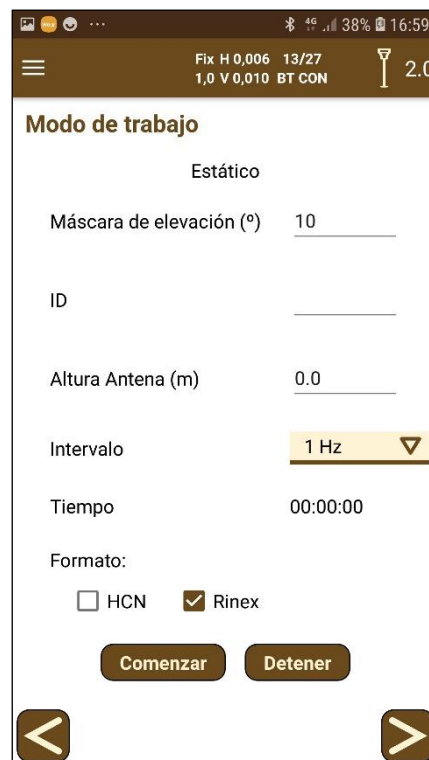 4G 38% 16:59
Fix H 0,006 13/27
1,0 V 0,010 BT CON
2.0
Modo de trabajo
Estático
Máscara de elevación (º) 10
ID
Altura Antena (m) 0.0
Intervalo 1 Hz
Tiempo 00:00:00
Formato:
HCN Rinex
Comenzar Detener